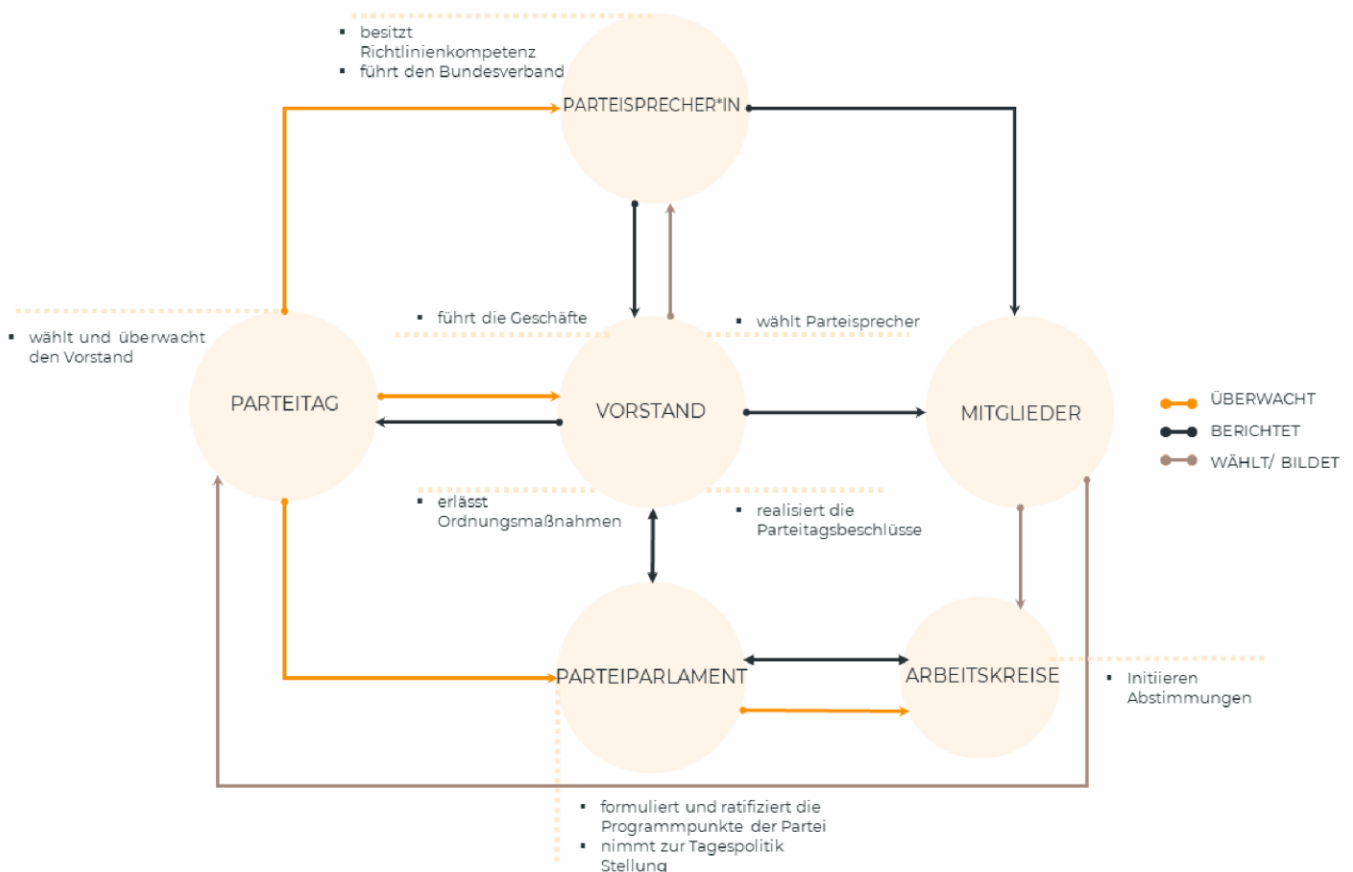 ▪ besitzt
Richtlinienkompetenz
▪ führt den Bundesverband
PARTEISPRECHER*IN
▪ wählt und überwacht
den Vorstand
▪ führt die Geschäfte
▪ wählt Parteisprecher
PARTEITAG
VORSTAND
MITGLIEDER
ÜBERWACHT
BERICHTET
WÄHLT/ BILDET
▪ erlässt
Ordnungsmaßnahmen
▪ realisiert die
Parteitagsbeschlüsse
PARTEIPARLAMENT
ARBEITSKREISE
▪ Initiieren
Abstimmungen
▪ formuliert und ratifiziert die
Programmpunkte der Partei
▪ nimmt zur Tagespolitik
Stellung